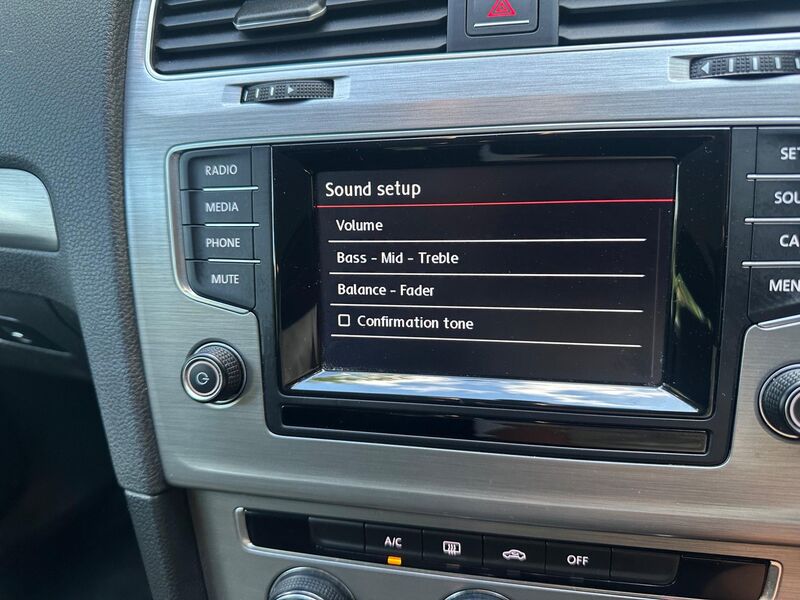 RADIO
MEDIA
PHONE
MUTE
Sound setup
Volume
Bass - Mid - Treble
Balance - Fader
Confirmation tone
A/C
OFF